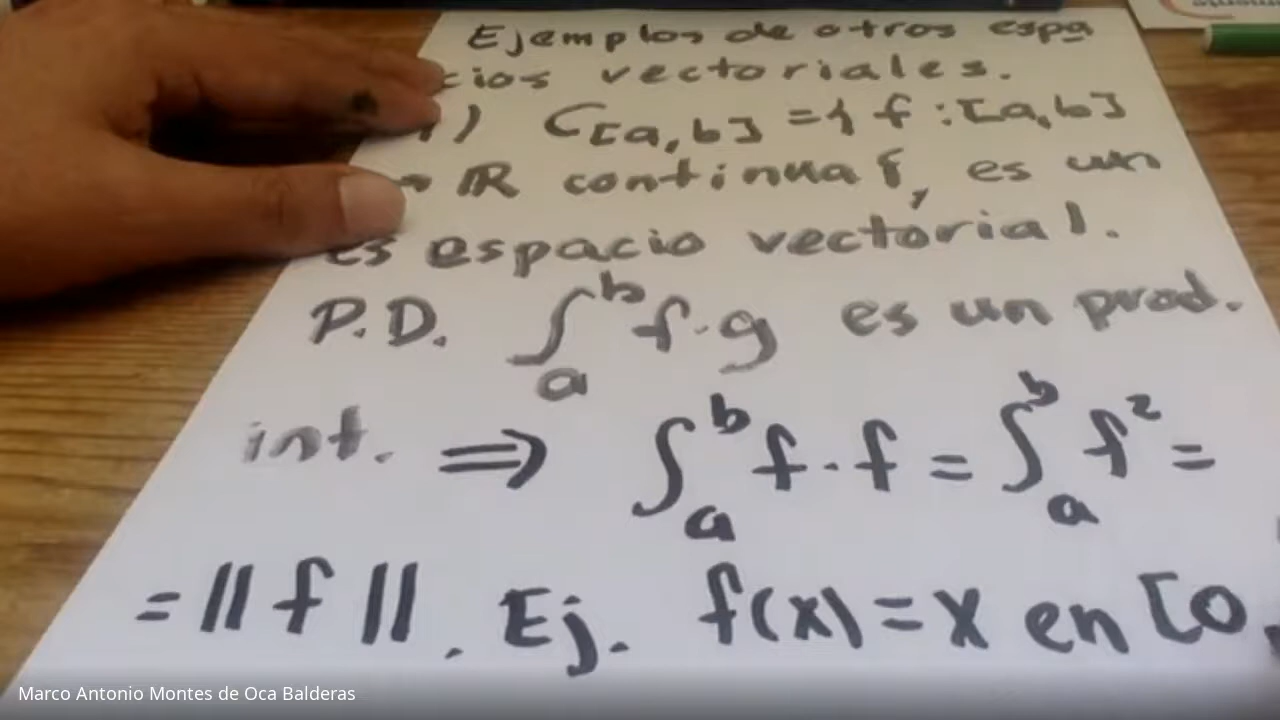 Ejemplos de otros espa
cios vectoriales.
1) C[a,b] = { f : [a,b]
→ ℝ continua }, es un
es espacio vectorial.
P.D. ∫ₐᵇ f·g es un prod.
int. ⇒ ∫ₐᵇ f·f = ∫ₐᵇ f² =
= ||f||. Ej. f(x) = x en [0,
Marco Antonio Montes de Oca Balderas